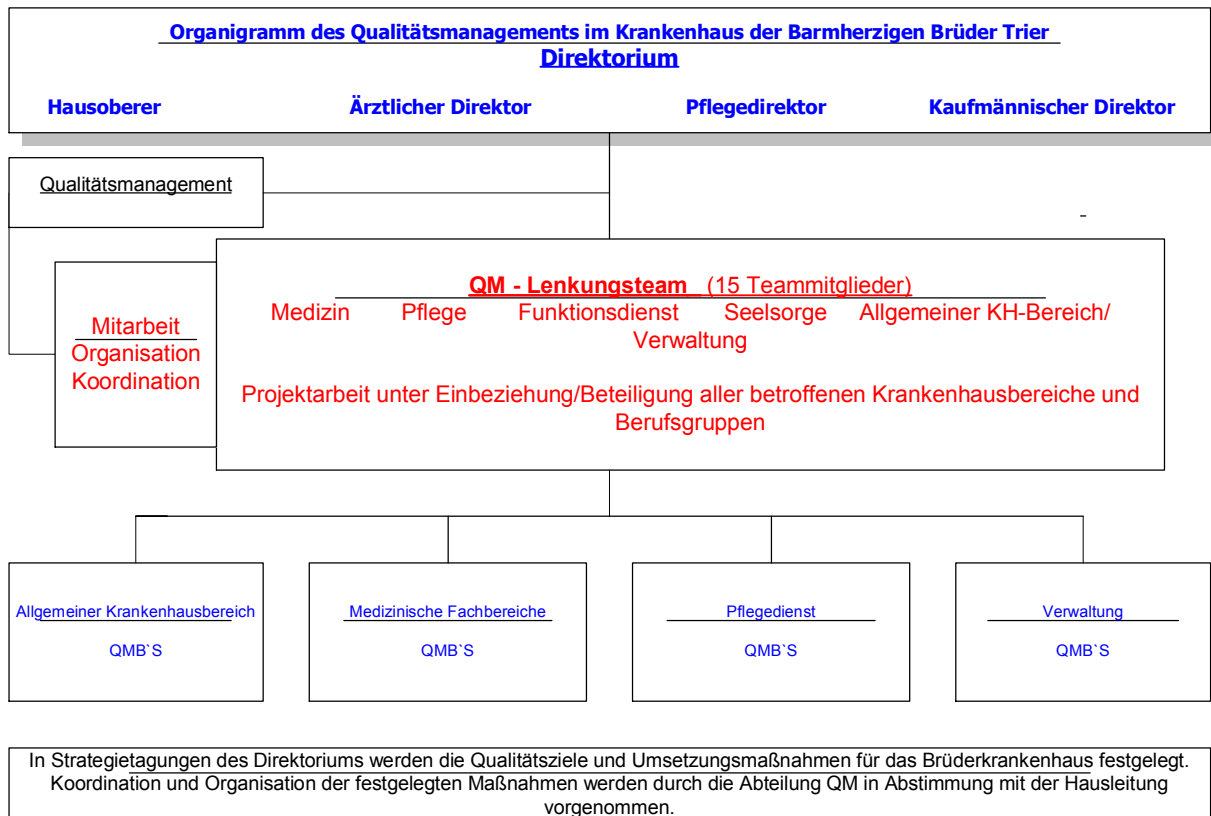 Organigramm des Qualitätsmanagements im Krankenhaus der Barmherzigen Brüder Trier
Direktorium
Hausoberer Ärztlicher Direktor Pflegedirektor Kaufmännischer Direktor
Qualitätsmanagement
Mitarbeit
Organisation
Koordination
QM - Lenkungsteam (15 Teammitglieder)
Medizin Pflege Funktionsdienst Seelsorge Allgemeiner KH-Bereich/
Verwaltung
Projektarbeit unter Einbeziehung/Beteiligung aller betroffenen Krankenhausbereiche und
Berufsgruppen
Allgemeiner Krankenhausbereich
QMB`S
Medizinische Fachbereiche
QMB`S
Pflegedienst
QMB`S
Verwaltung
QMB`S
In Strategietagungen des Direktoriums werden die Qualitätsziele und Umsetzungsmaßnahmen für das Brüderkrankenhaus festgelegt.
Koordination und Organisation der festgelegten Maßnahmen werden durch die Abteilung QM in Abstimmung mit der Hausleitung
vorgenommen.